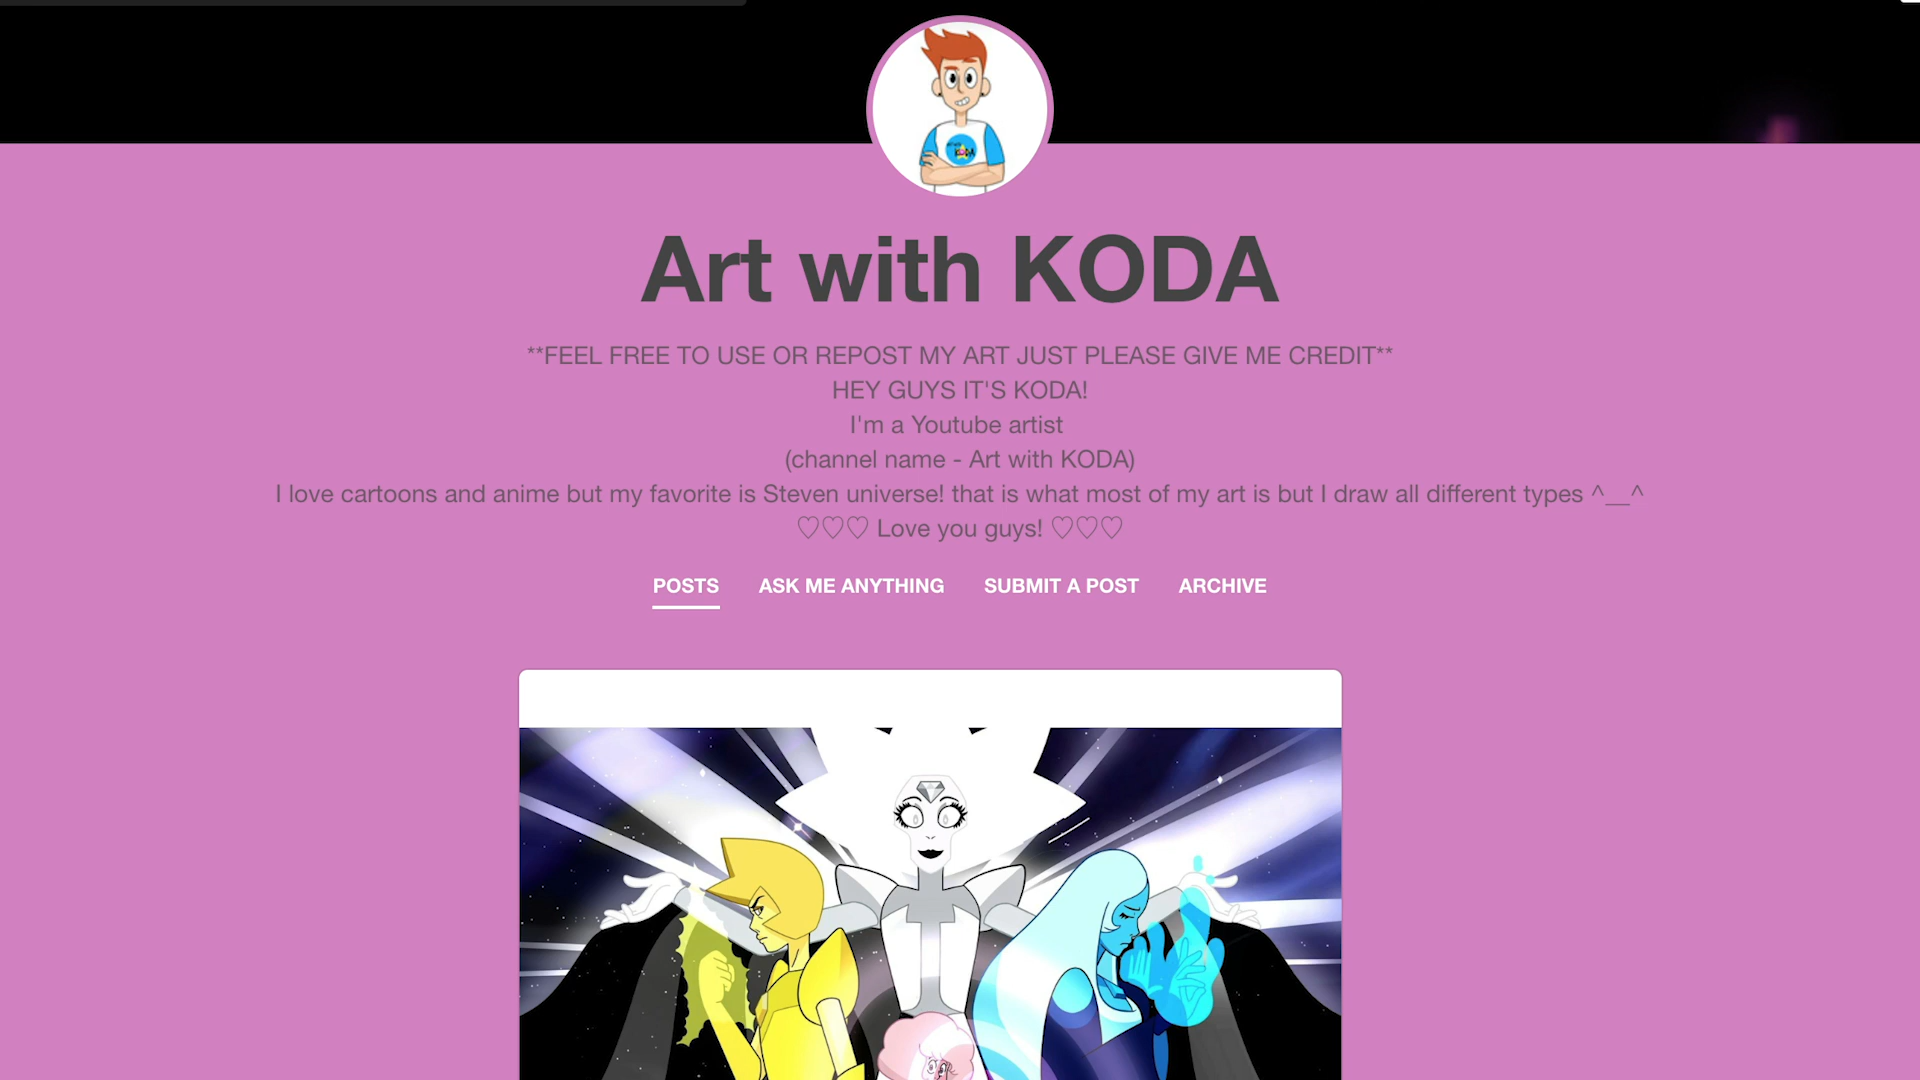 Art with KODA
**FEEL FREE TO USE OR REPOST MY ART JUST PLEASE GIVE ME CREDIT**
HEY GUYS IT'S KODA!
I'm a Youtube artist
(channel name - Art with KODA)
I love cartoons and anime but my favorite is Steven universe! that is what most of my art is but I draw all different types ^__^
♡♡♡ Love you guys! ♡♡♡
POSTS ASK ME ANYTHING SUBMIT A POST ARCHIVE